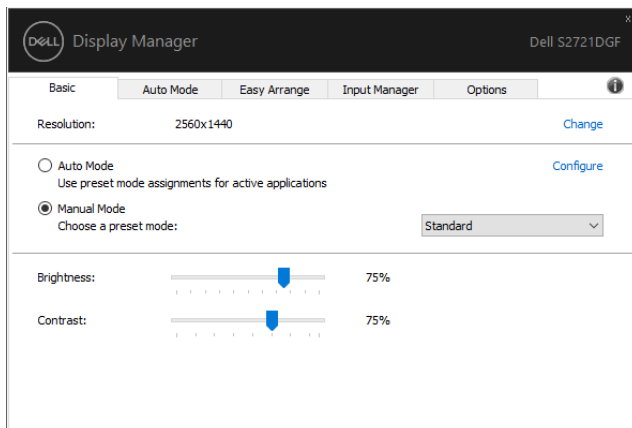 x
DELL Display Manager Dell S2721DGF
Basic Auto Mode Easy Arrange Input Manager Options i
Resolution: 2560x1440 Change
Auto Mode Configure
Use preset mode assignments for active applications
Manual Mode
Choose a preset mode: Standard
Brightness: 75%
Contrast: 75%